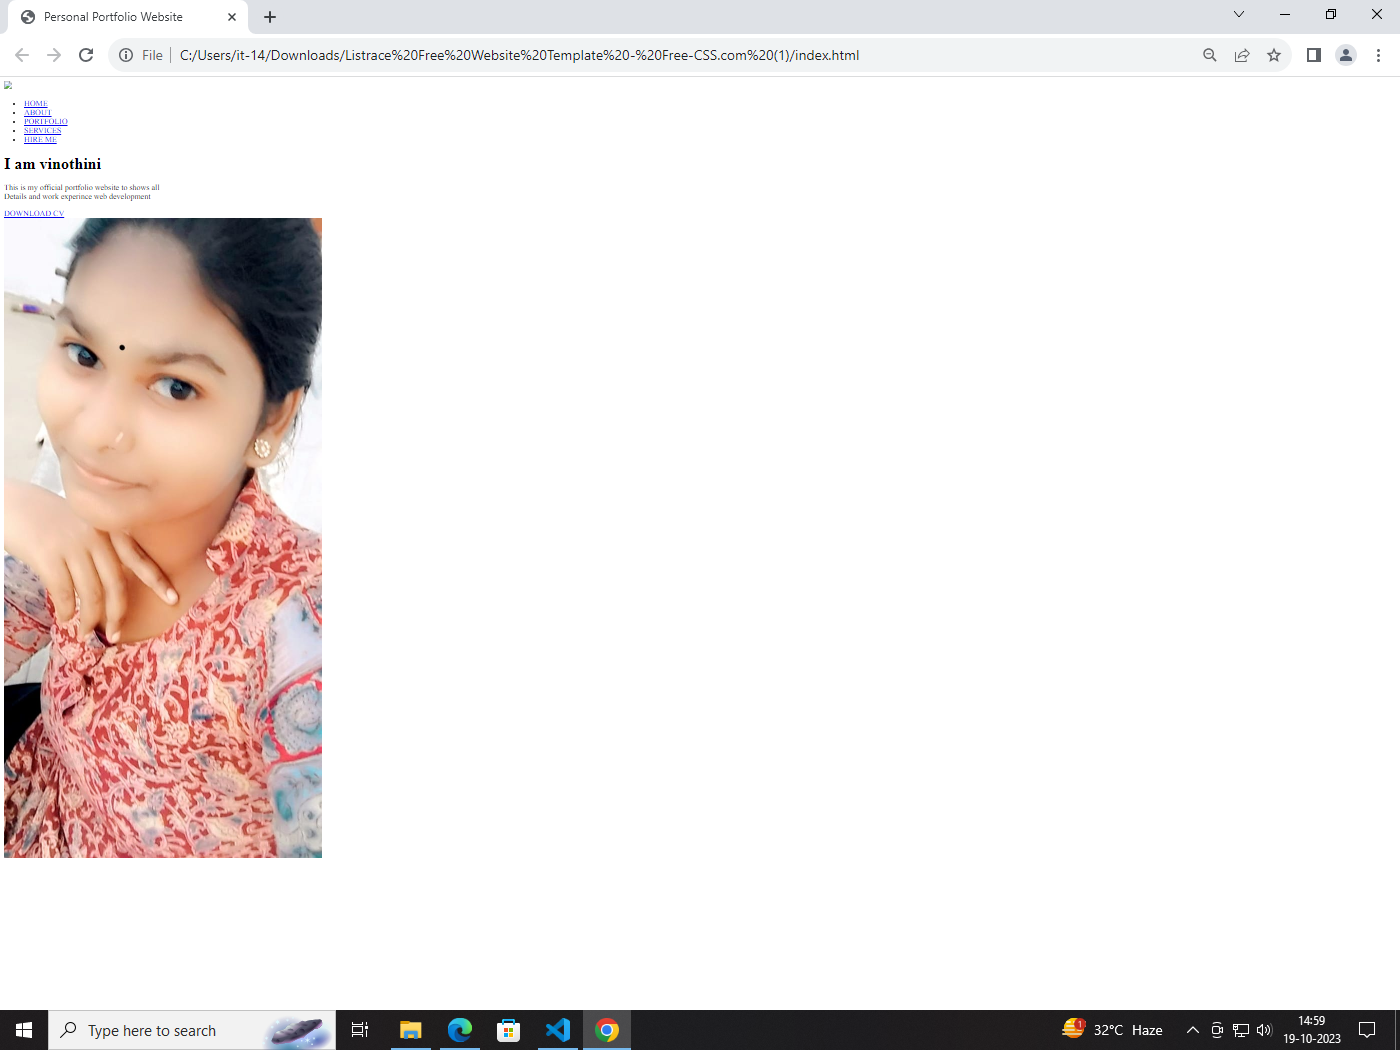 Personal Portfolio Website
File
C:/Users/it-14/Downloads/Listrace%20Free%20Website%20Template%20-%20Free-CSS.com%20(1)/index.html
HOME
ABOUT
PORTFOLIO
SERVICES
HIRE ME
I am vinothini
This is my official portfolio website to shows all
Details and work exprince web development
DOWNLOAD CV
Type here to search
1
32°C Haze
14:59
19-10-2023